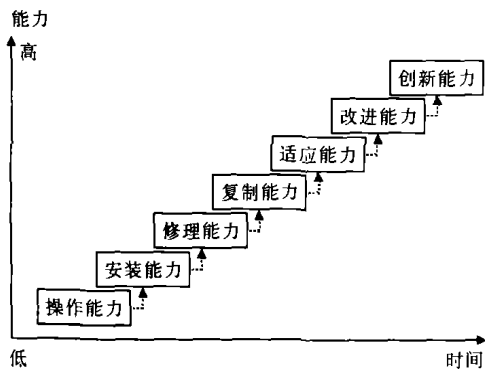 能力
高
创新能力
改进能力
适应能力
复制能力
修理能力
安装能力
操作能力
低
时间